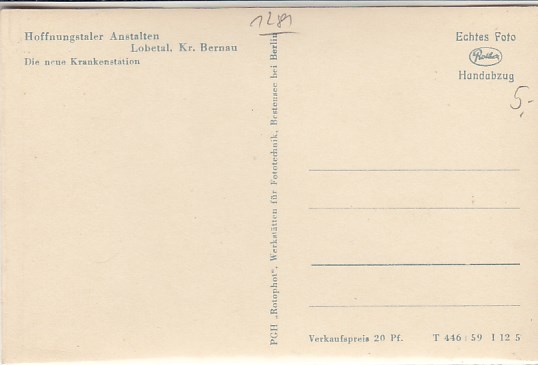 Hoffnungstaler Anstalten
Lobetal, Kr. Bernau
Die neue Krankenstation
1281
PGH „Rotophot", Werkstätten für Fototechnik, Bestensee bei Berlin
Echtes Foto
Handabzug
5,-
Verkaufspreis 20 Pf. T 446 : 59 I 12 5